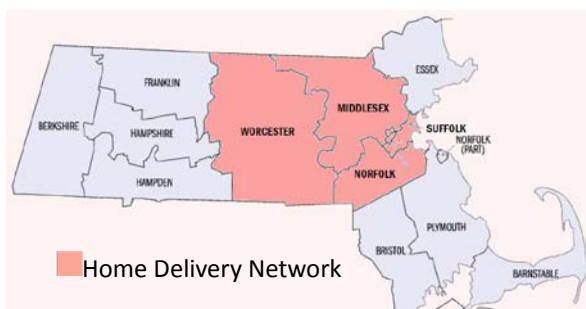 ESSEX
FRANKLIN
MIDDLESEX
BERKSHIRE
HAMPSHIRE
WORCESTER
SUFFOLK
NORFOLK
(PART)
HAMPDEN
NORFOLK
PLYMOUTH
BRISTOL
BARNSTABLE
Home Delivery Network